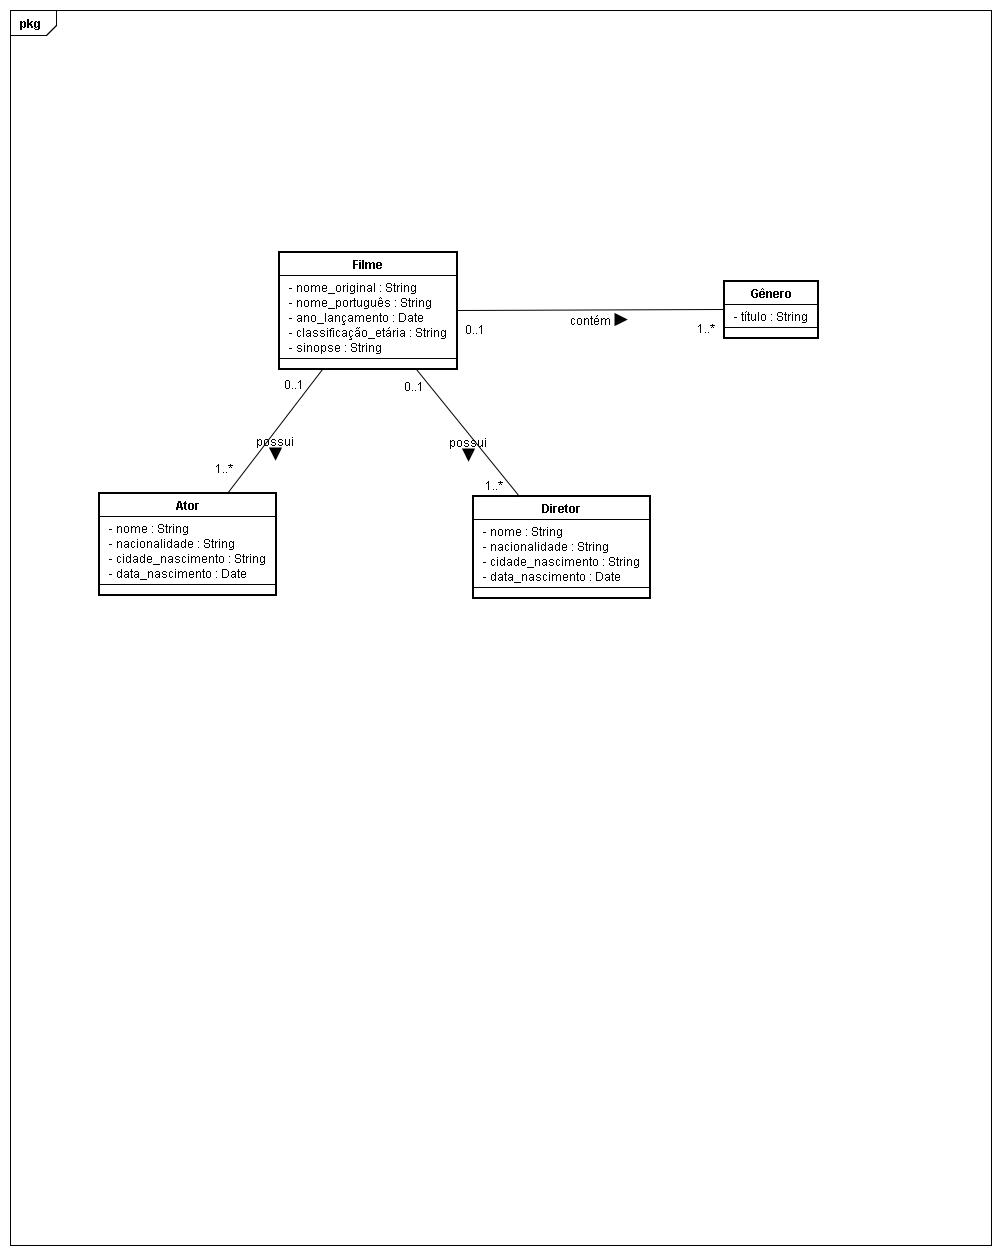 pkg
Filme
- nome_original : String
- nome_português : String
- ano_lançamento : Date
- classificação_etária : String
- sinopse : String
Gênero
- título : String
0..1
contém
1..*
0..1
0..1
possui
possui
1..*
1..*
Ator
- nome : String
- nacionalidade : String
- cidade_nascimento : String
- data_nascimento : Date
Diretor
- nome : String
- nacionalidade : String
- cidade_nascimento : String
- data_nascimento : Date